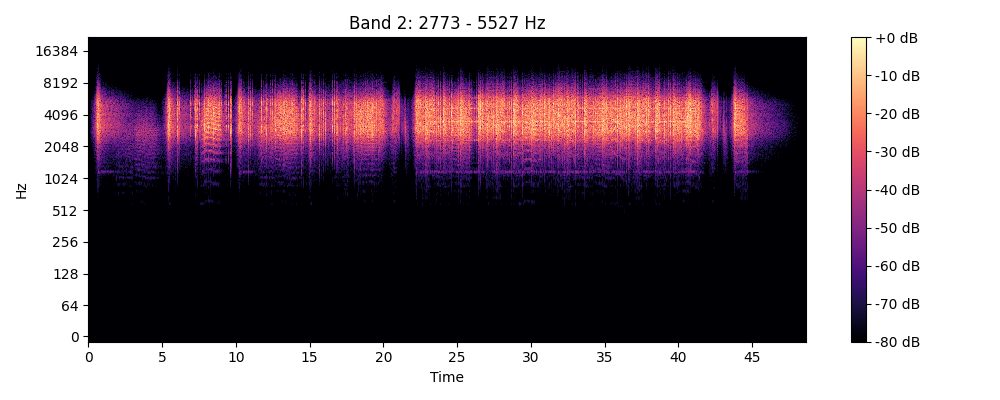 Band 2: 2773 - 5527 Hz
16384
8192
4096
2048
1024
512
256
128
64
0
Hz
0 5 10 15 20 25 30 35 40 45
Time
+0 dB
-10 dB
-20 dB
-30 dB
-40 dB
-50 dB
-60 dB
-70 dB
-80 dB